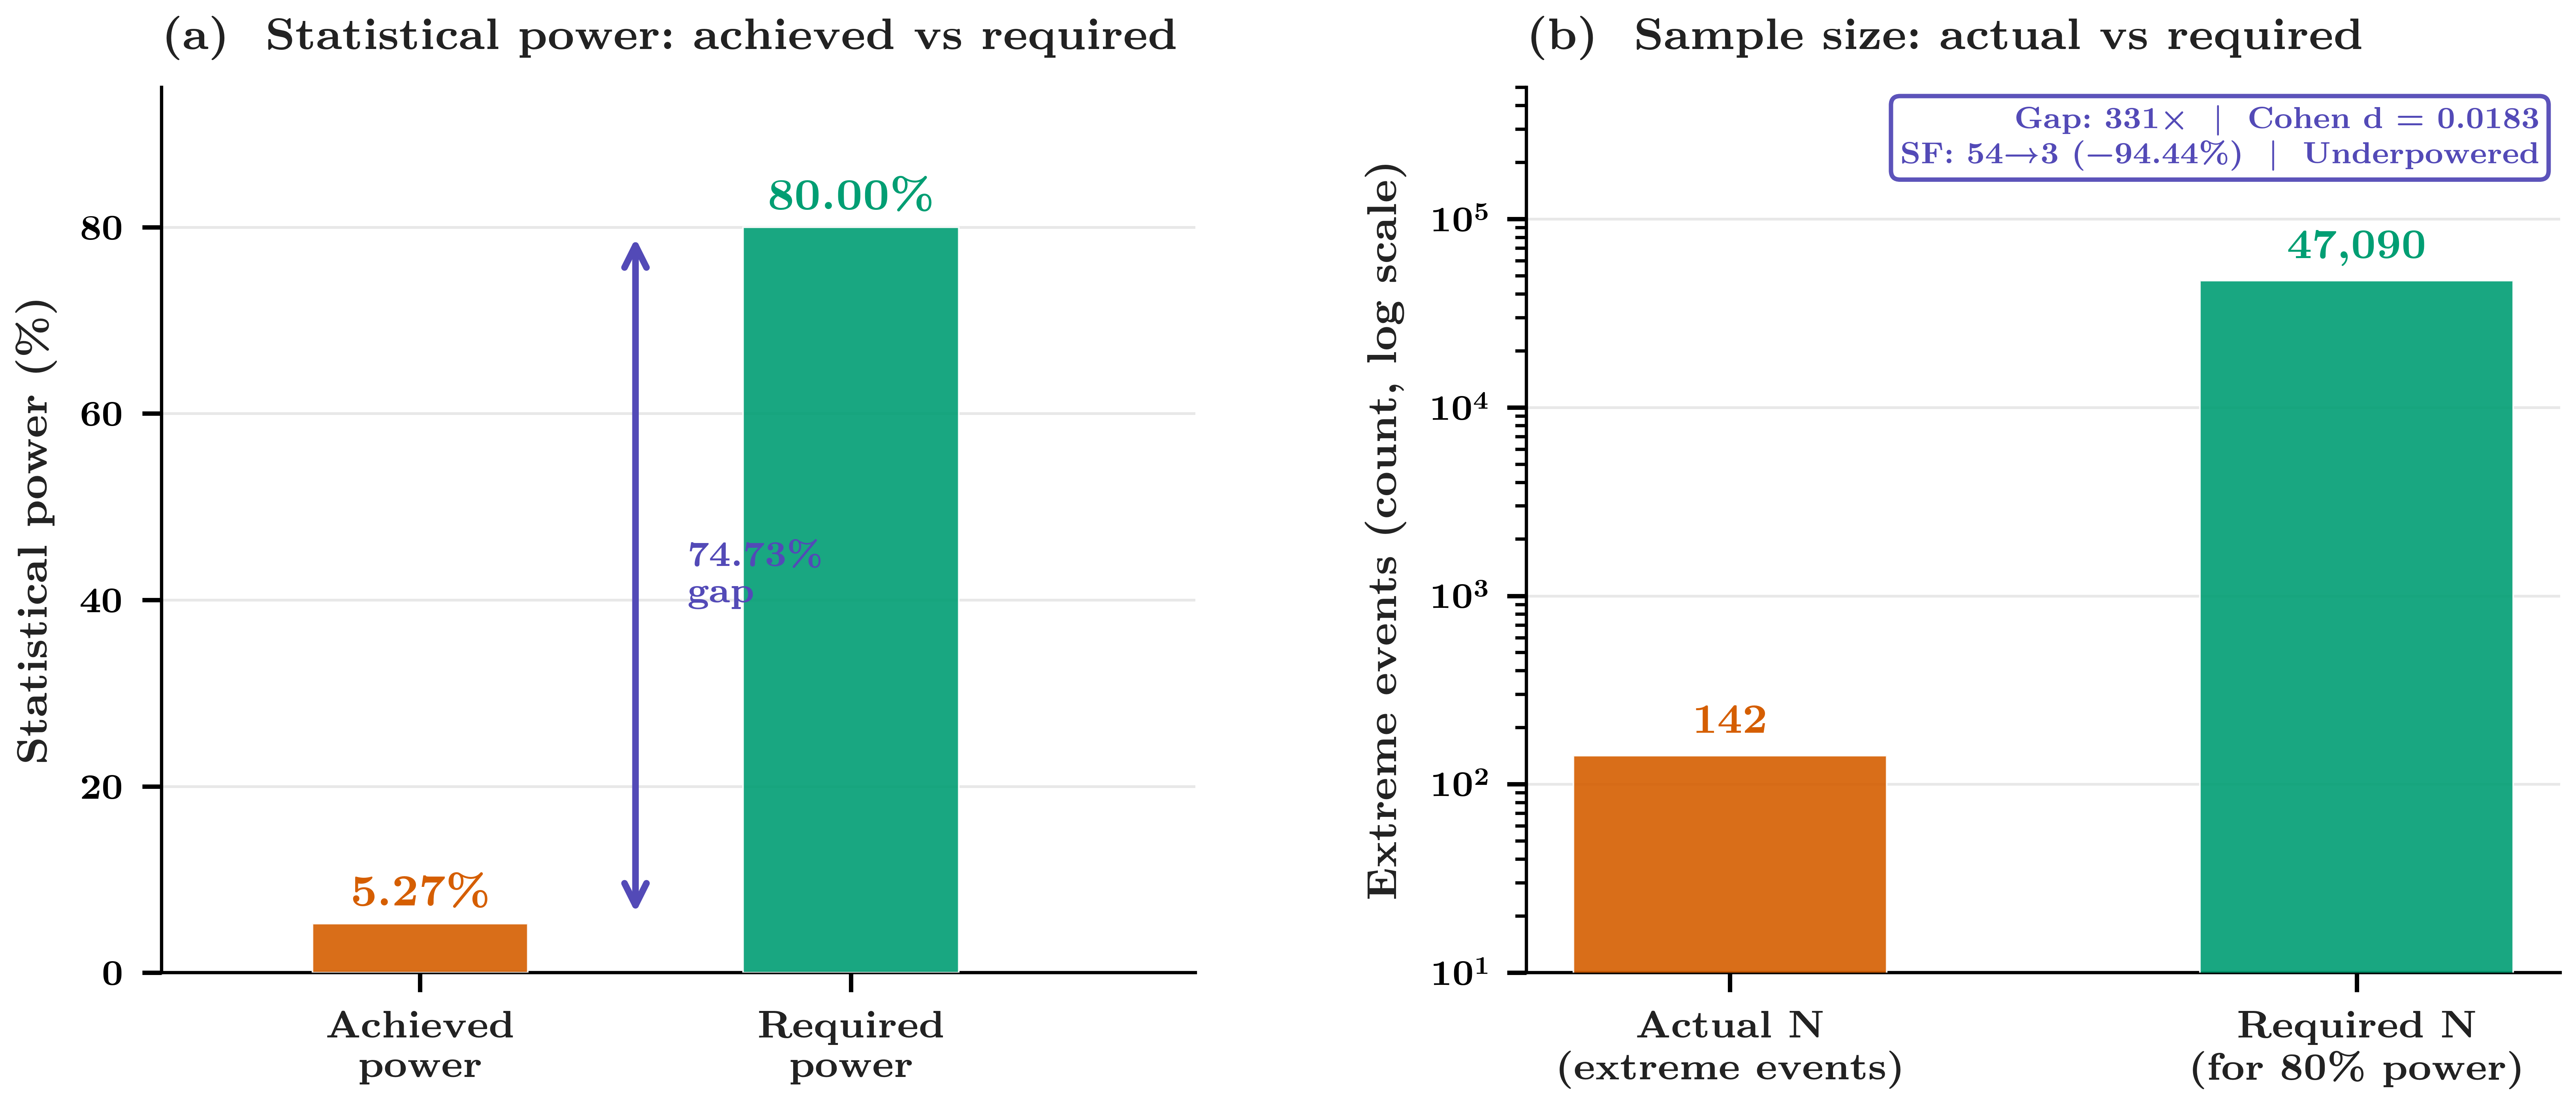 (a) Statistical power: achieved vs required
Statistical power (%)
80
60
40
20
0
80.00%
74.73%
gap
5.27%
Achieved
power
Required
power
(b) Sample size: actual vs required
Gap: 331× | Cohen d = 0.0183
SF: 54→3 (−94.44%) | Underpowered
Extreme events (count, log scale)
10⁵
10⁴
10³
10²
10¹
47,090
142
Actual N
(extreme events)
Required N
(for 80% power)